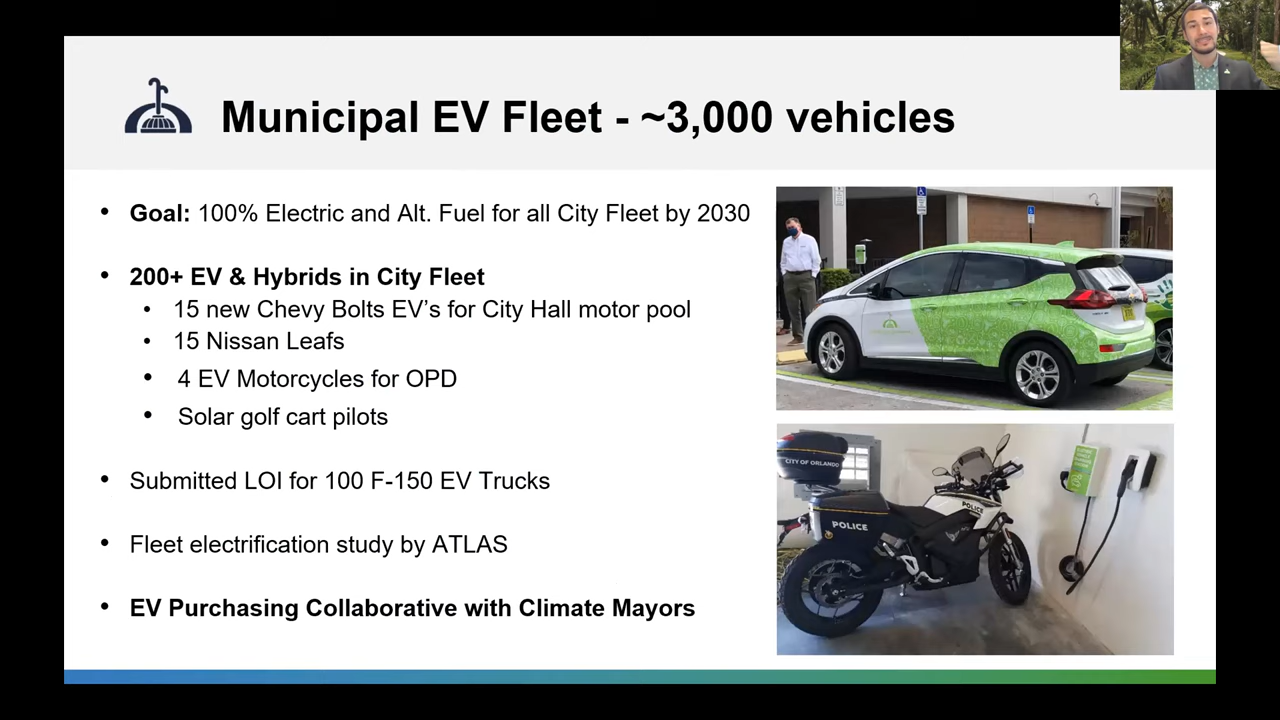 Municipal EV Fleet - ~3,000 vehicles
• Goal: 100% Electric and Alt. Fuel for all City Fleet by 2030
• 200+ EV & Hybrids in City Fleet
• 15 new Chevy Bolts EV’s for City Hall motor pool
• 15 Nissan Leafs
• 4 EV Motorcycles for OPD
• Solar golf cart pilots
• Submitted LOI for 100 F-150 EV Trucks
• Fleet electrification study by ATLAS
• EV Purchasing Collaborative with Climate Mayors
CITY OF ORLANDO
POLICE
POLICE